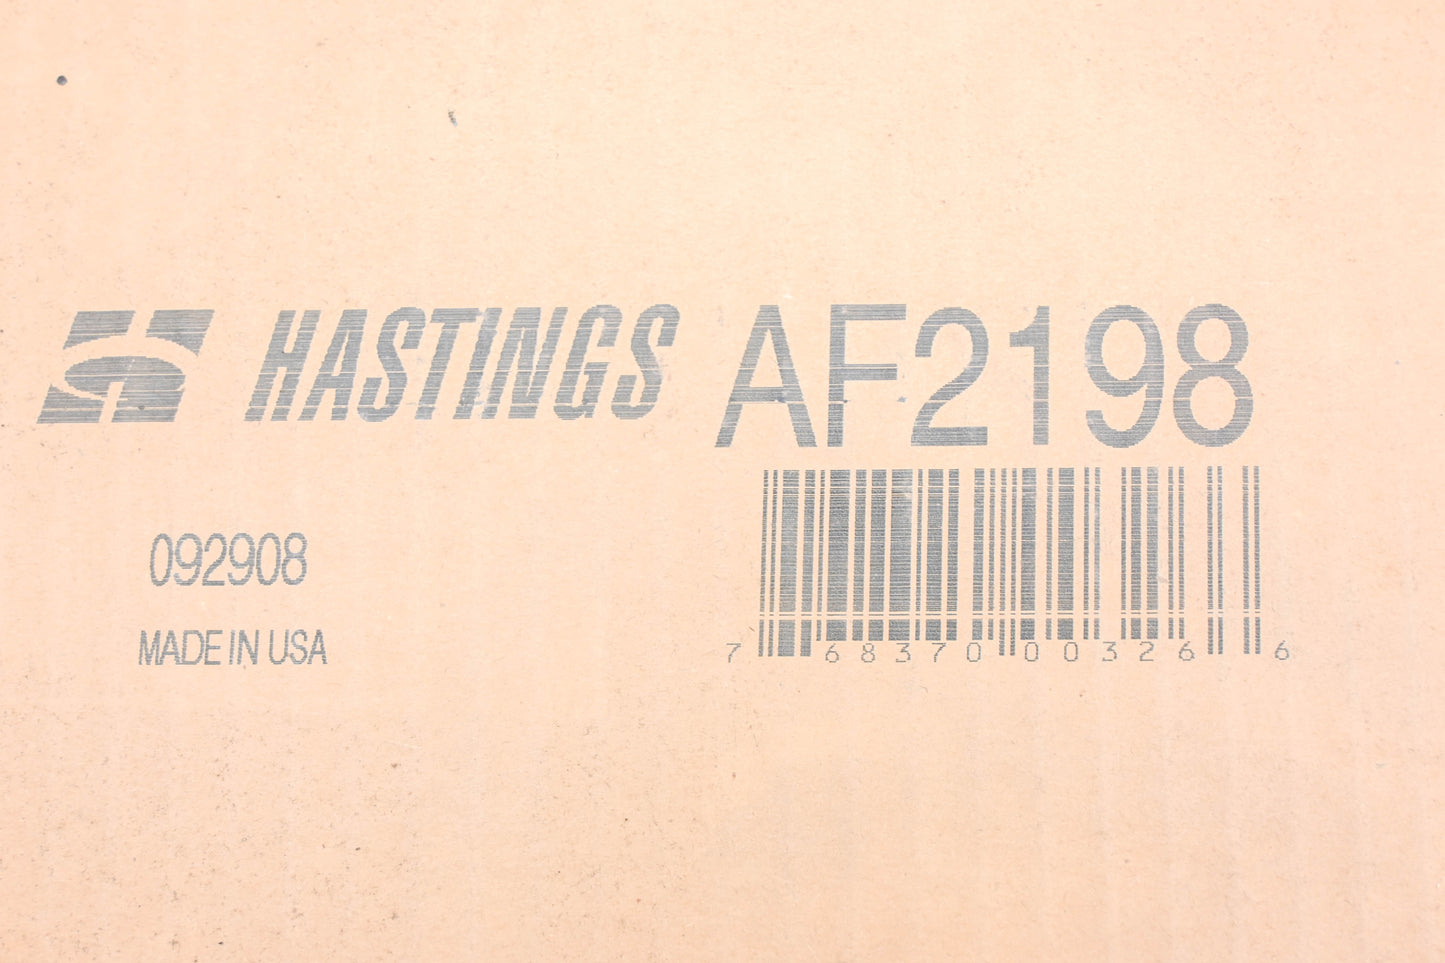 HASTINGS AF2198
092908
MADE IN USA
7 68370 00326 6